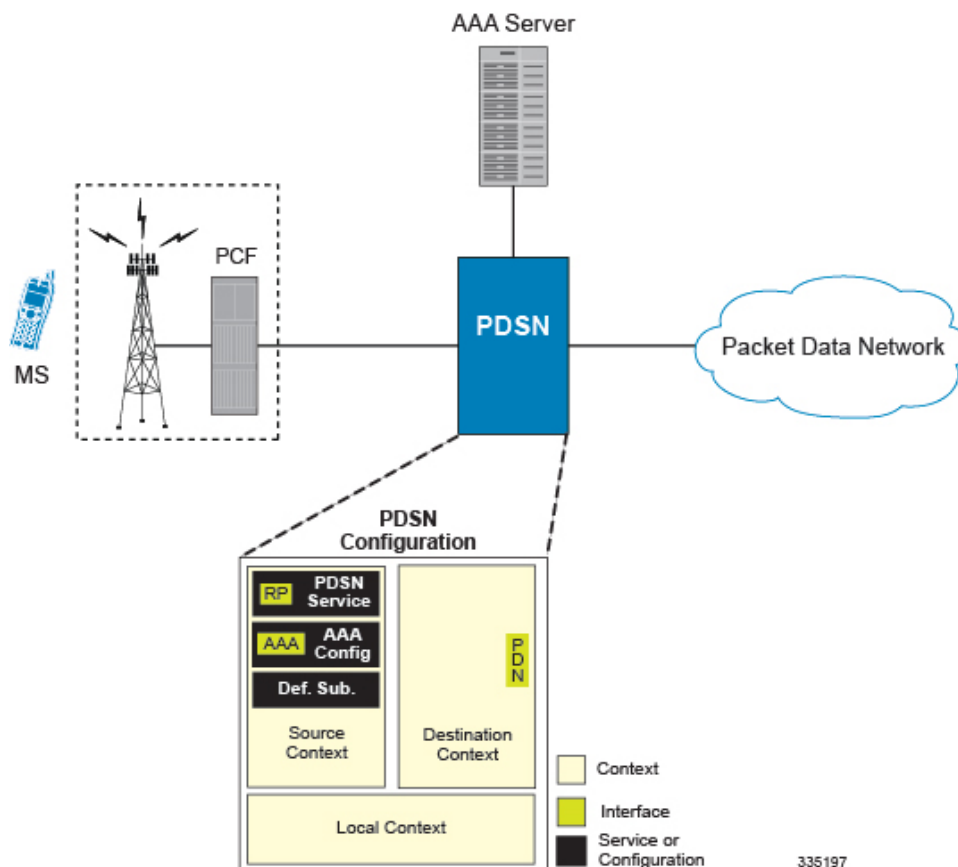 AAA Server
PCF
MS
PDSN
Packet Data Network
PDSN
Configuration
RP
PDSN
Service
AAA
AAA
Config
Def. Sub.
Source
Context
PDN
Destination
Context
Local Context
Context
Interface
Service or
Configuration
335197